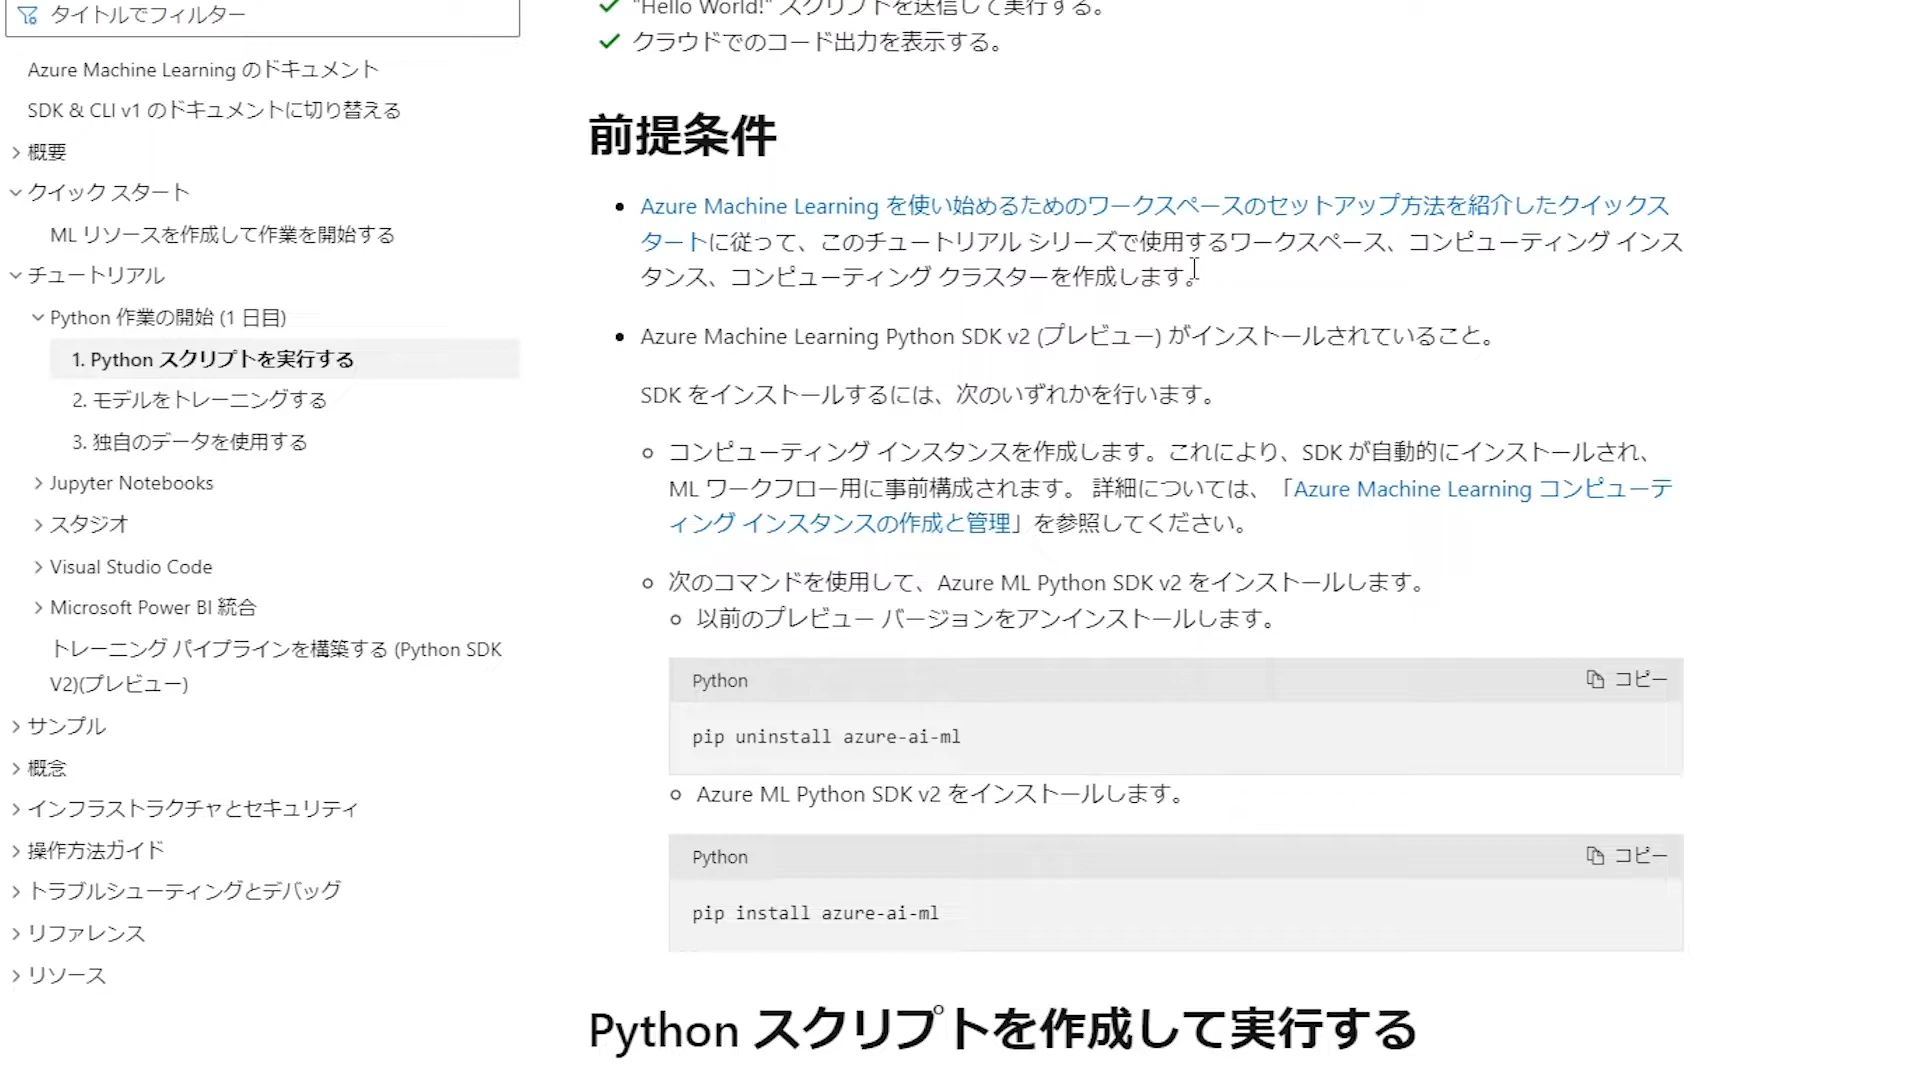 タイトルでフィルター
Azure Machine Learning のドキュメント
SDK & CLI v1 のドキュメントに切り替える
概要
クイック スタート
ML リソースを作成して作業を開始する
チュートリアル
Python 作業の開始 (1 日目)
1. Python スクリプトを実行する
2. モデルをトレーニングする
3. 独自のデータを使用する
Jupyter Notebooks
スタジオ
Visual Studio Code
Microsoft Power BI 統合
トレーニング パイプラインを構築する (Python SDK
V2)(プレビュー)
サンプル
概念
インフラストラクチャとセキュリティ
操作方法ガイド
トラブルシューティングとデバッグ
リファレンス
リソース
"Hello World!" スクリプトを送信して実行する。
クラウドでのコード出力を表示する。
前提条件
Azure Machine Learning を使い始めるためのワークスペースのセットアップ方法を紹介したクイックス
タートに従って、このチュートリアル シリーズで使用するワークスペース、コンピューティング インス
タンス、コンピューティング クラスターを作成します。
Azure Machine Learning Python SDK v2 (プレビュー) がインストールされていること。
SDK をインストールするには、次のいずれかを行います。
コンピューティング インスタンスを作成します。これにより、SDK が自動的にインストールされ、
ML ワークフロー用に事前構成されます。 詳細については、「Azure Machine Learning コンピューテ
ィング インスタンスの作成と管理」を参照してください。
次のコマンドを使用して、Azure ML Python SDK v2 をインストールします。
以前のプレビュー バージョンをアンインストールします。
Python コピー
pip uninstall azure-ai-ml
Azure ML Python SDK v2 をインストールします。
Python コピー
pip install azure-ai-ml
Python スクリプトを作成して実行する